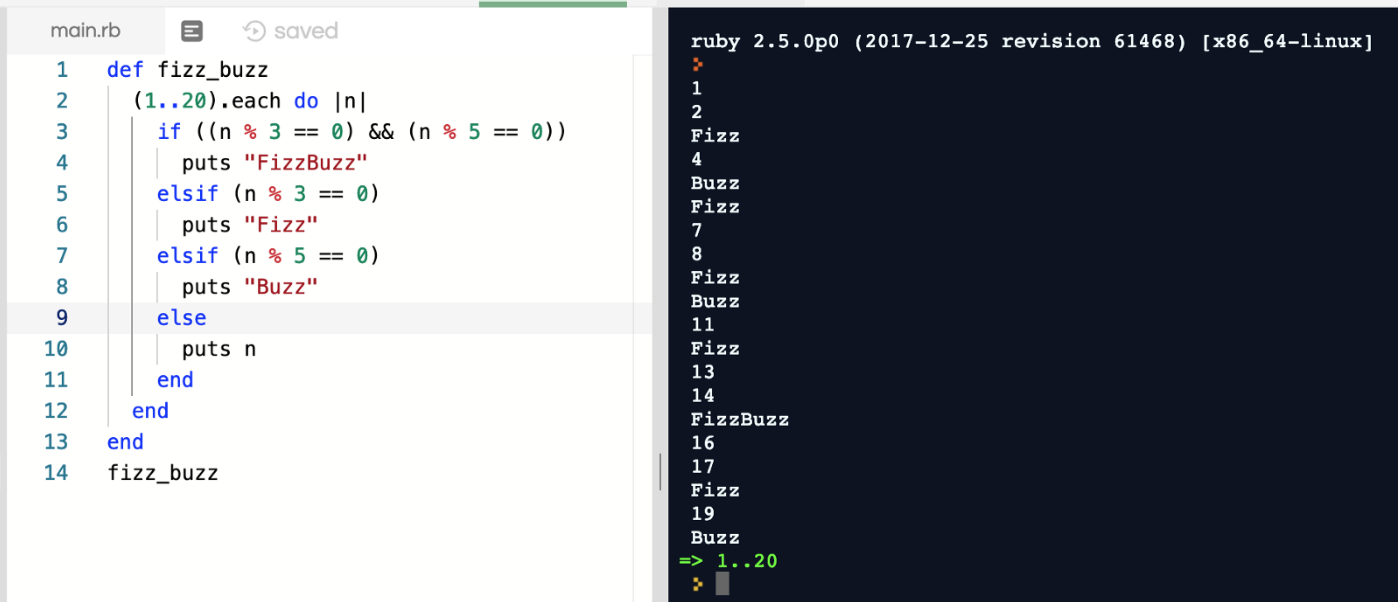 main.rb saved
1 def fizz_buzz
2 (1..20).each do |n|
3 if ((n % 3 == 0) && (n % 5 == 0))
4 puts "FizzBuzz"
5 elsif (n % 3 == 0)
6 puts "Fizz"
7 elsif (n % 5 == 0)
8 puts "Buzz"
9 else
10 puts n
11 end
12 end
13 end
14 fizz_buzz
ruby 2.5.0p0 (2017-12-25 revision 61468) [x86_64-linux]
>
1
2
Fizz
4
Buzz
Fizz
7
8
Fizz
Buzz
11
Fizz
13
14
FizzBuzz
16
17
Fizz
19
Buzz
=> 1..20
>